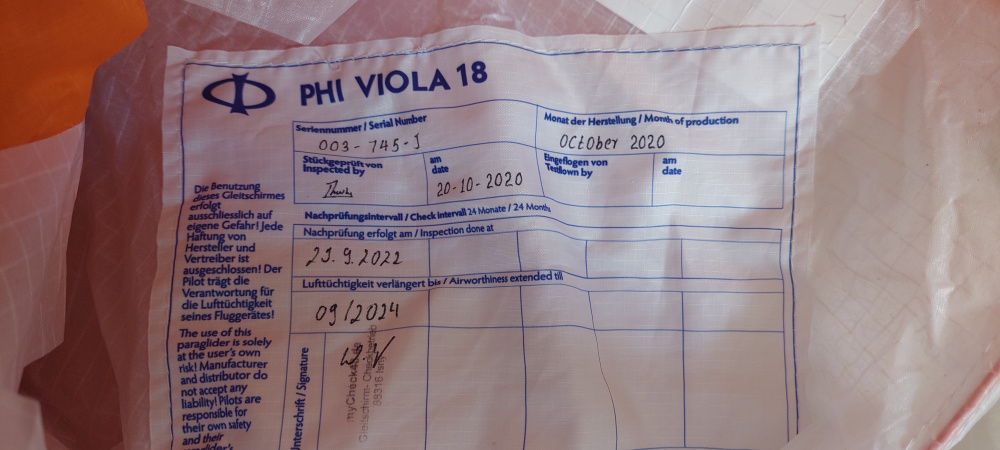 PHI VIOLA 18
Seriennummer / Serial Number
003-745-J
Monat der Herstellung / Month of production
October 2020
Stückgeprüft von
Inspected by
am
date
20-10-2020
Eingeflogen von
Testflown by
am
date
Nachprüfungsintervall / Check intervall 24 Monate / 24 Months
Nachprüfung erfolgt am / Inspection done at
29.9.2022
Lufttüchtigkeit verlängert bis / Airworthiness extended till
09/2024
Unterschrift / Signature
Gleitschirm- Checkbetrieb
Die Benutzung
dieses Gleitschirmes
erfolgt
ausschliesslich auf
eigene Gefahr! Jede
Haftung von
Hersteller und
Vertreiber ist
ausgeschlossen! Der
Pilot trägt die
Verantwortung für
die Lufttüchtigkeit
seines Fluggerätes!
The use of this
paraglider is solely
at the user's own
risk! Manufacturer
and distributor do
not accept any
liability! Pilots are
responsible for
their own safety
and their